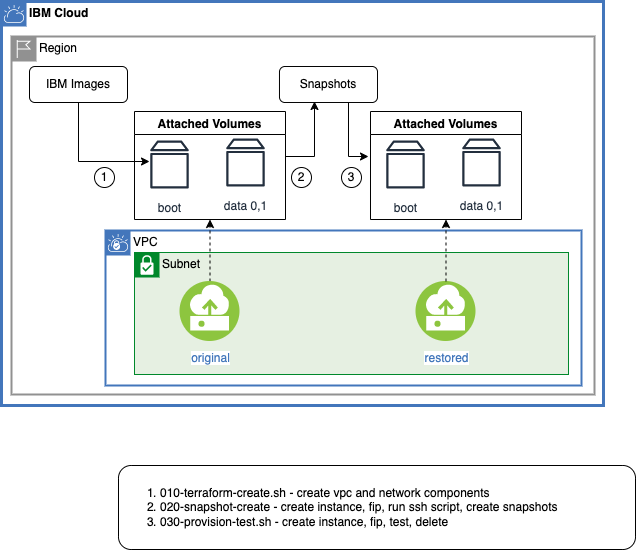 IBM Cloud
Region
IBM Images
Snapshots
Attached Volumes
Attached Volumes
1
2
3
boot
data 0,1
boot
data 0,1
VPC
Subnet
original
restored
1. 010-terraform-create.sh - create vpc and network components
2. 020-snapshot-create - create instance, fip, run ssh script, create snapshots
3. 030-provision-test.sh - create instance, fip, test, delete